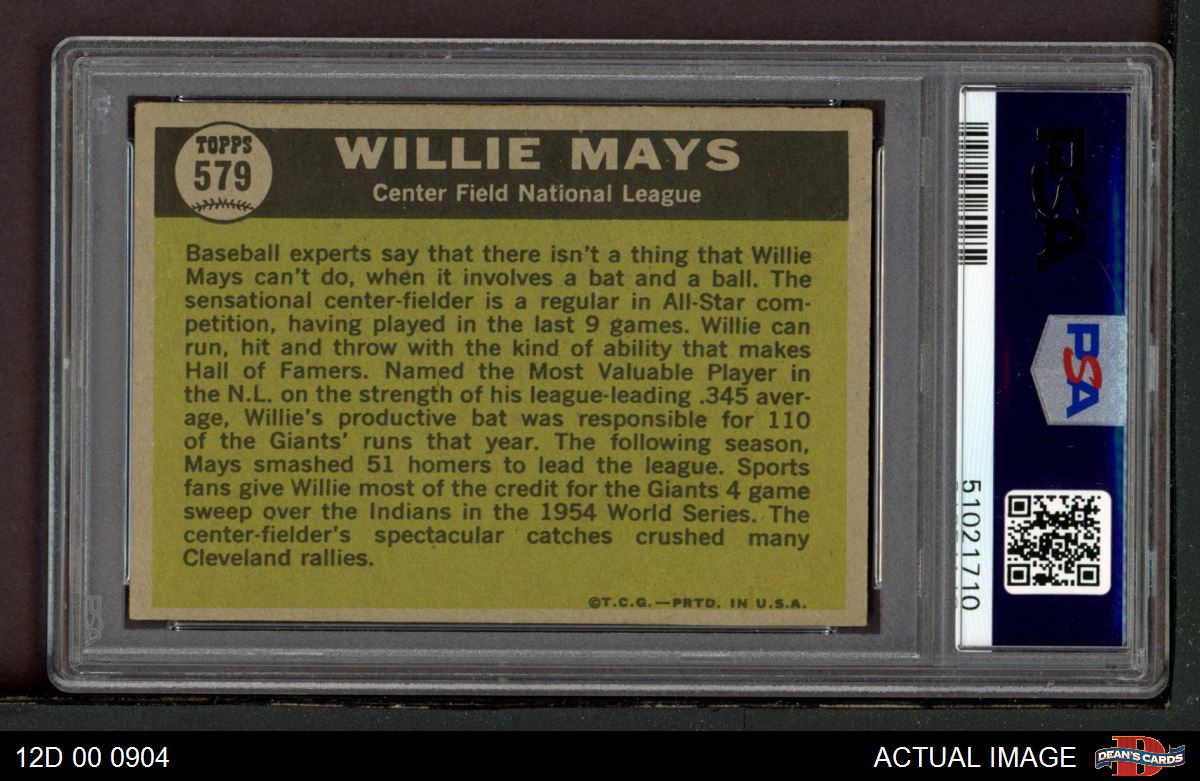 TOPPS
579
WILLIE MAYS
Center Field National League
Baseball experts say that there isn't a thing that Willie
Mays can't do, when it involves a bat and a ball. The
sensational center-fielder is a regular in All-Star com-
petition, having played in the last 9 games. Willie can
run, hit and throw with the kind of ability that makes
Hall of Famers. Named the Most Valuable Player in
the N.L. on the strength of his league-leading .345 aver-
age, Willie's productive bat was responsible for 110
of the Giants' runs that year. The following season,
Mays smashed 51 homers to lead the league. Sports
fans give Willie most of the credit for the Giants 4 game
sweep over the Indians in the 1954 World Series. The
center-fielder's spectacular catches crushed many
Cleveland rallies.
©T.C.G.—PRTD. IN U.S.A.
PSA
PSA
51021710
PSA
12D 00 0904
ACTUAL IMAGE
DEAN'S CARDS